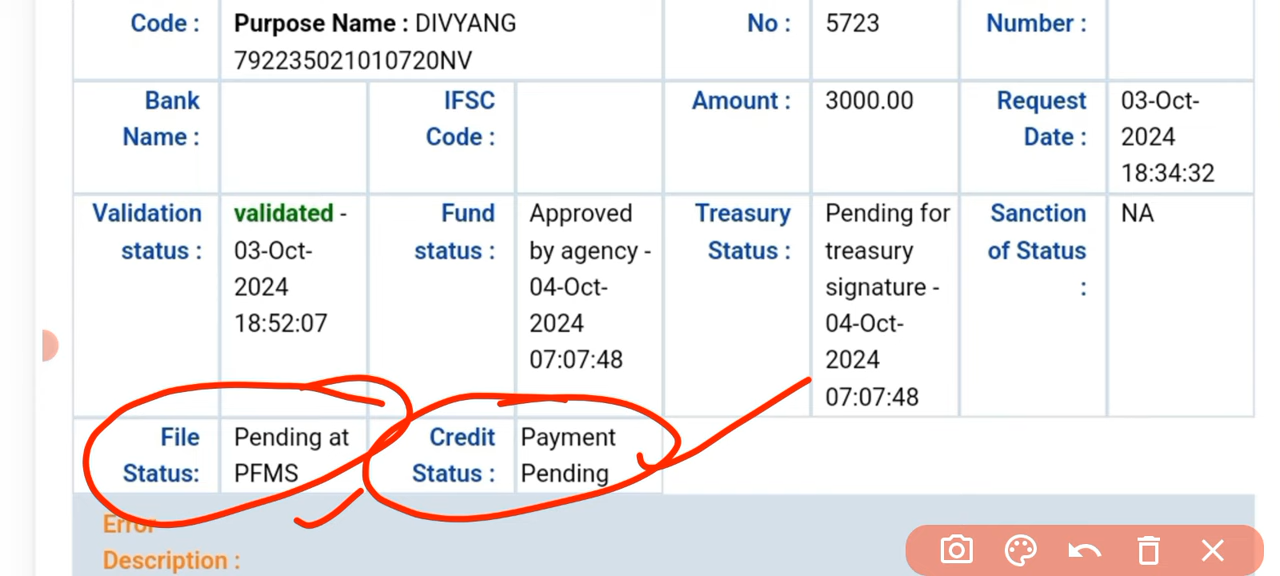 Code : Purpose Name : DIVYANG No : 5723 Number :
792235021010720NV
Bank IFSC Amount : 3000.00 Request 03-Oct-
Name : Code : Date : 2024
18:34:32
Validation validated - Fund Approved Treasury Pending for Sanction NA
status : 03-Oct- status : by agency - Status : treasury of Status
2024 04-Oct- signature - :
18:52:07 2024 04-Oct-
07:07:48 2024
07:07:48
File Pending at Credit Payment
Status: PFMS Status : Pending
Error
Description :